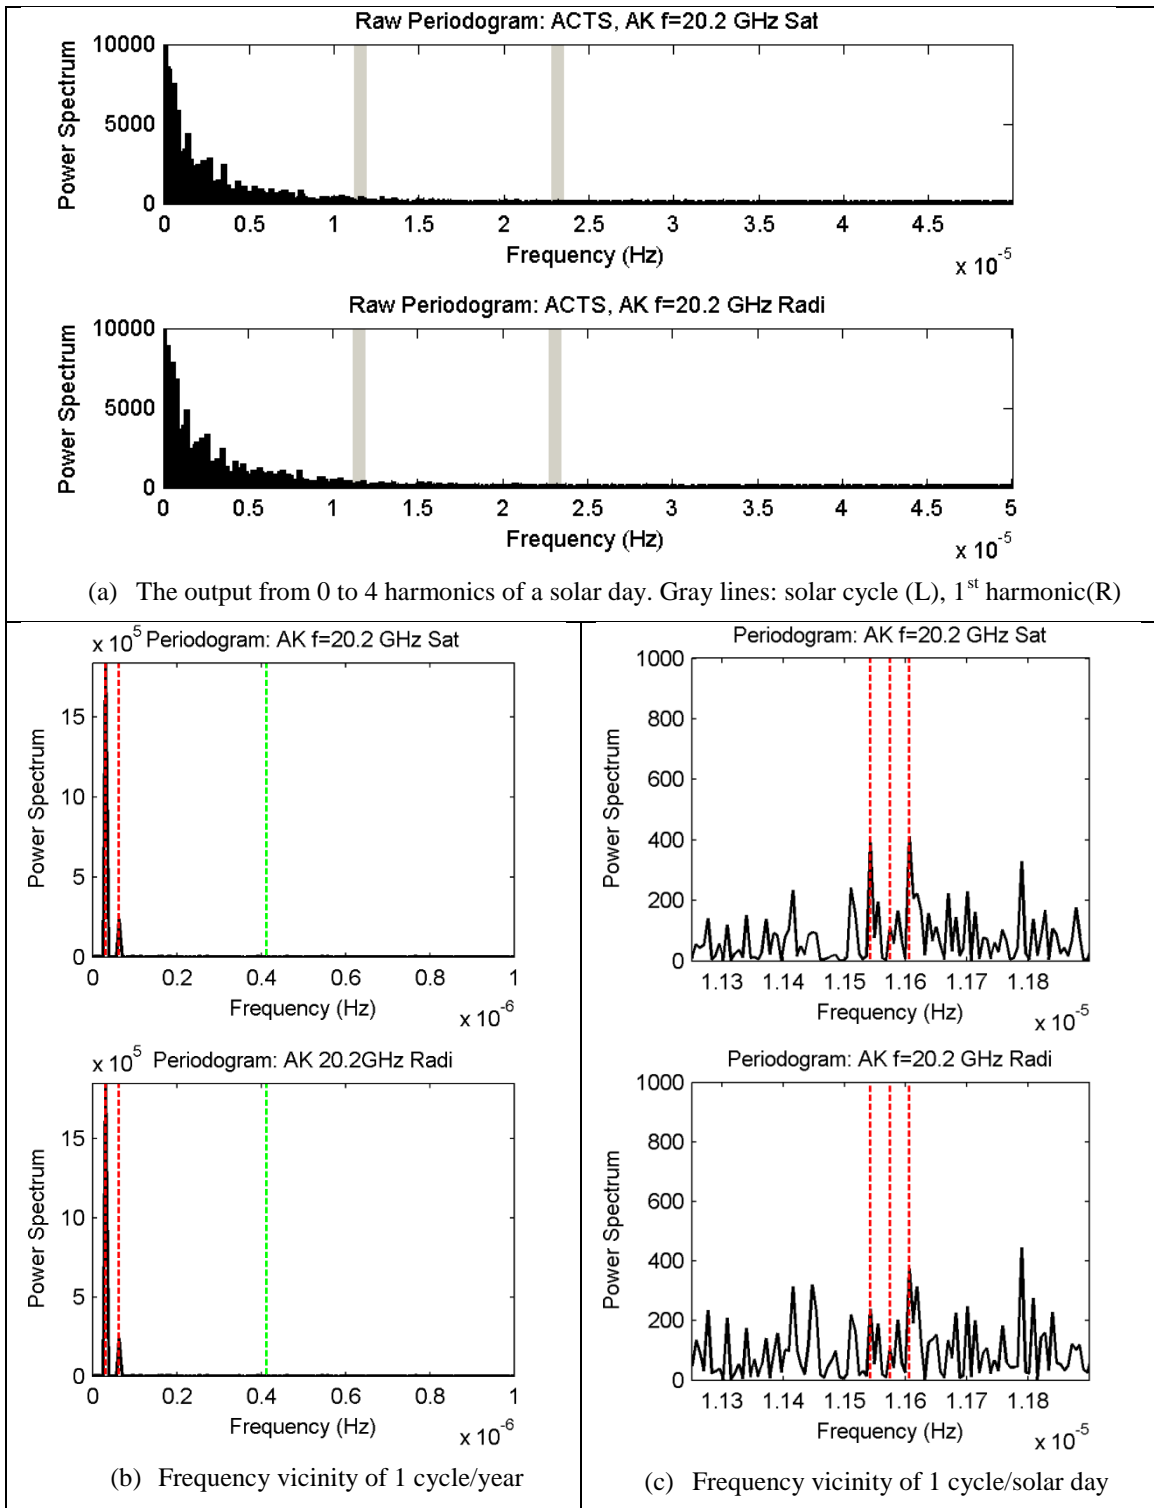 Raw Periodogram: ACTS, AK f=20.2 GHz Sat
Power Spectrum
10000
5000
0
0 0.5 1 1.5 2 2.5 3 3.5 4 4.5
Frequency (Hz)
x 10^-5
Raw Periodogram: ACTS, AK f=20.2 GHz Radi
Power Spectrum
10000
5000
0
0 0.5 1 1.5 2 2.5 3 3.5 4 4.5 5
Frequency (Hz)
x 10^-5
(a) The output from 0 to 4 harmonics of a solar day. Gray lines: solar cycle (L), 1st harmonic(R)
x 10^5 Periodogram: AK f=20.2 GHz Sat
Power Spectrum
15
10
5
0
0 0.2 0.4 0.6 0.8 1
Frequency (Hz)
x 10^-6
x 10^5 Periodogram: AK 20.2GHz Radi
Power Spectrum
15
10
5
0
0 0.2 0.4 0.6 0.8 1
Frequency (Hz)
x 10^-6
(b) Frequency vicinity of 1 cycle/year
Periodogram: AK f=20.2 GHz Sat
Power Spectrum
1000
800
600
400
200
0
1.13 1.14 1.15 1.16 1.17 1.18
Frequency (Hz)
x 10^-5
Periodogram: AK f=20.2 GHz Radi
Power Spectrum
1000
800
600
400
200
0
1.13 1.14 1.15 1.16 1.17 1.18
Frequency (Hz)
x 10^-5
(c) Frequency vicinity of 1 cycle/solar day